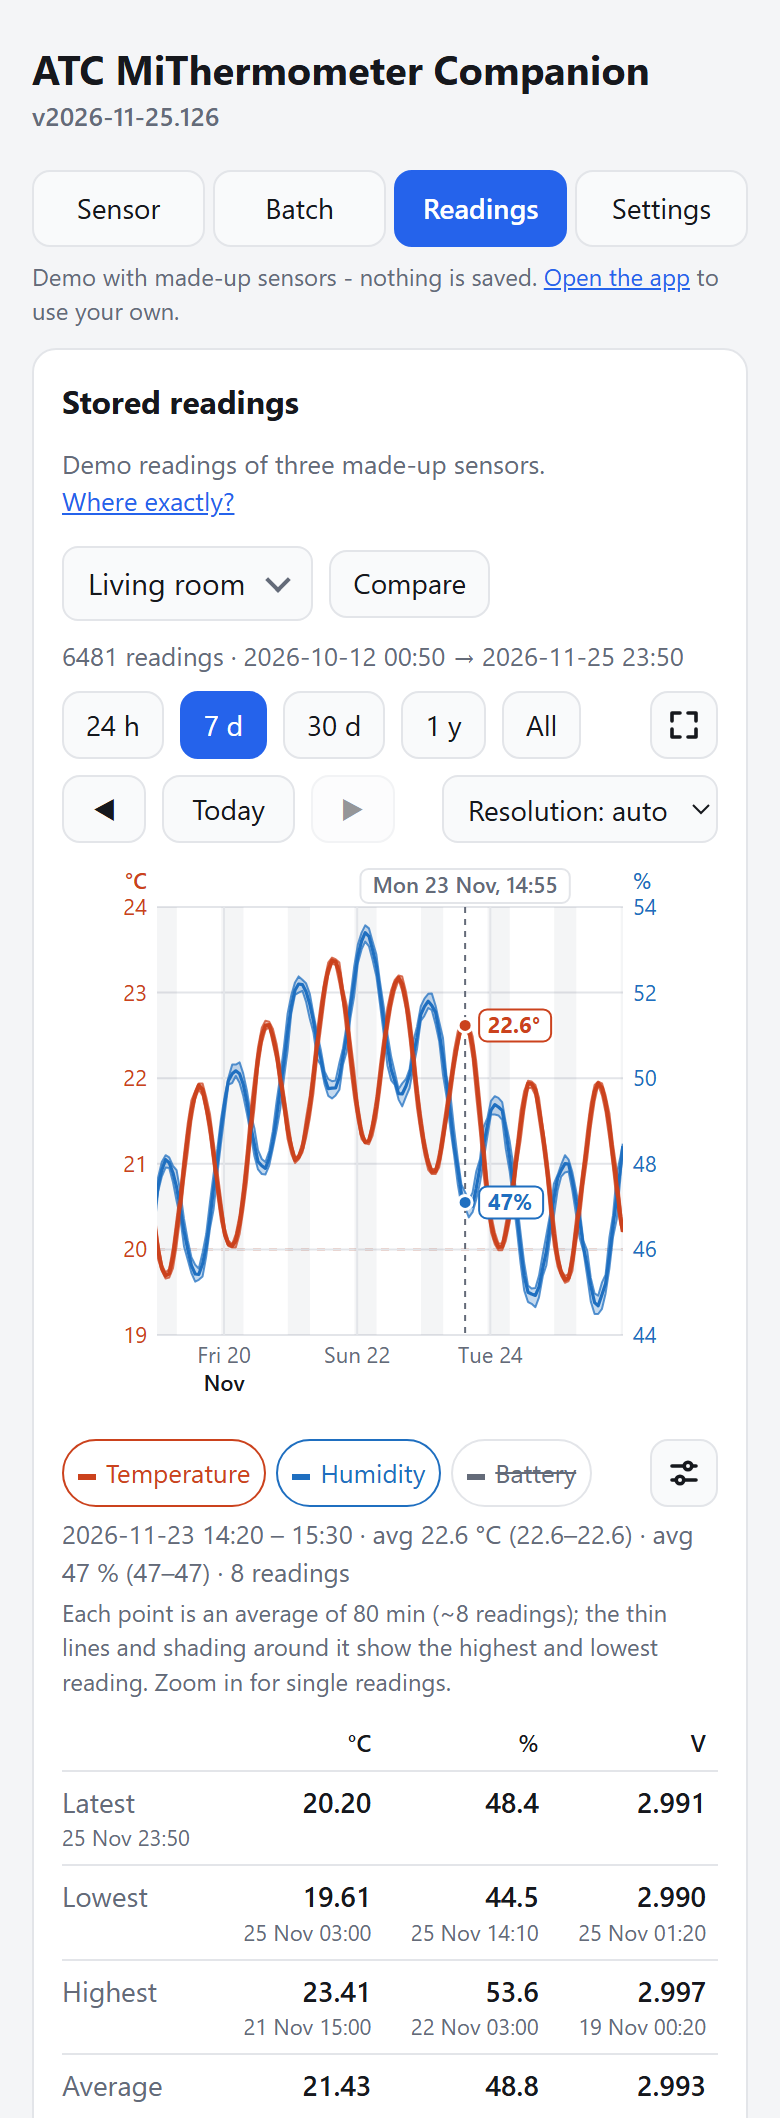 ATC MiThermometer Companion
v2026-11-25.126
Sensor Batch Readings Settings
Demo with made-up sensors - nothing is saved. Open the app to
use your own.
Stored readings
Demo readings of three made-up sensors.
Where exactly?
Living room Compare
6481 readings · 2026-10-12 00:50 → 2026-11-25 23:50
24 h 7 d 30 d 1 y All
◀ Today ▶ Resolution: auto
°C Mon 23 Nov, 14:55 %
24 54
23 52
22.6°
22 50
21 48
47%
20 46
19 44
Fri 20 Sun 22 Tue 24
Nov
Temperature Humidity Battery
2026-11-23 14:20 – 15:30 · avg 22.6 °C (22.6–22.6) · avg
47 % (47–47) · 8 readings
Each point is an average of 80 min (~8 readings); the thin
lines and shading around it show the highest and lowest
reading. Zoom in for single readings.
°C % V
Latest 20.20 48.4 2.991
25 Nov 23:50
Lowest 19.61 44.5 2.990
25 Nov 03:00 25 Nov 14:10 25 Nov 01:20
Highest 23.41 53.6 2.997
21 Nov 15:00 22 Nov 03:00 19 Nov 00:20
Average 21.43 48.8 2.993